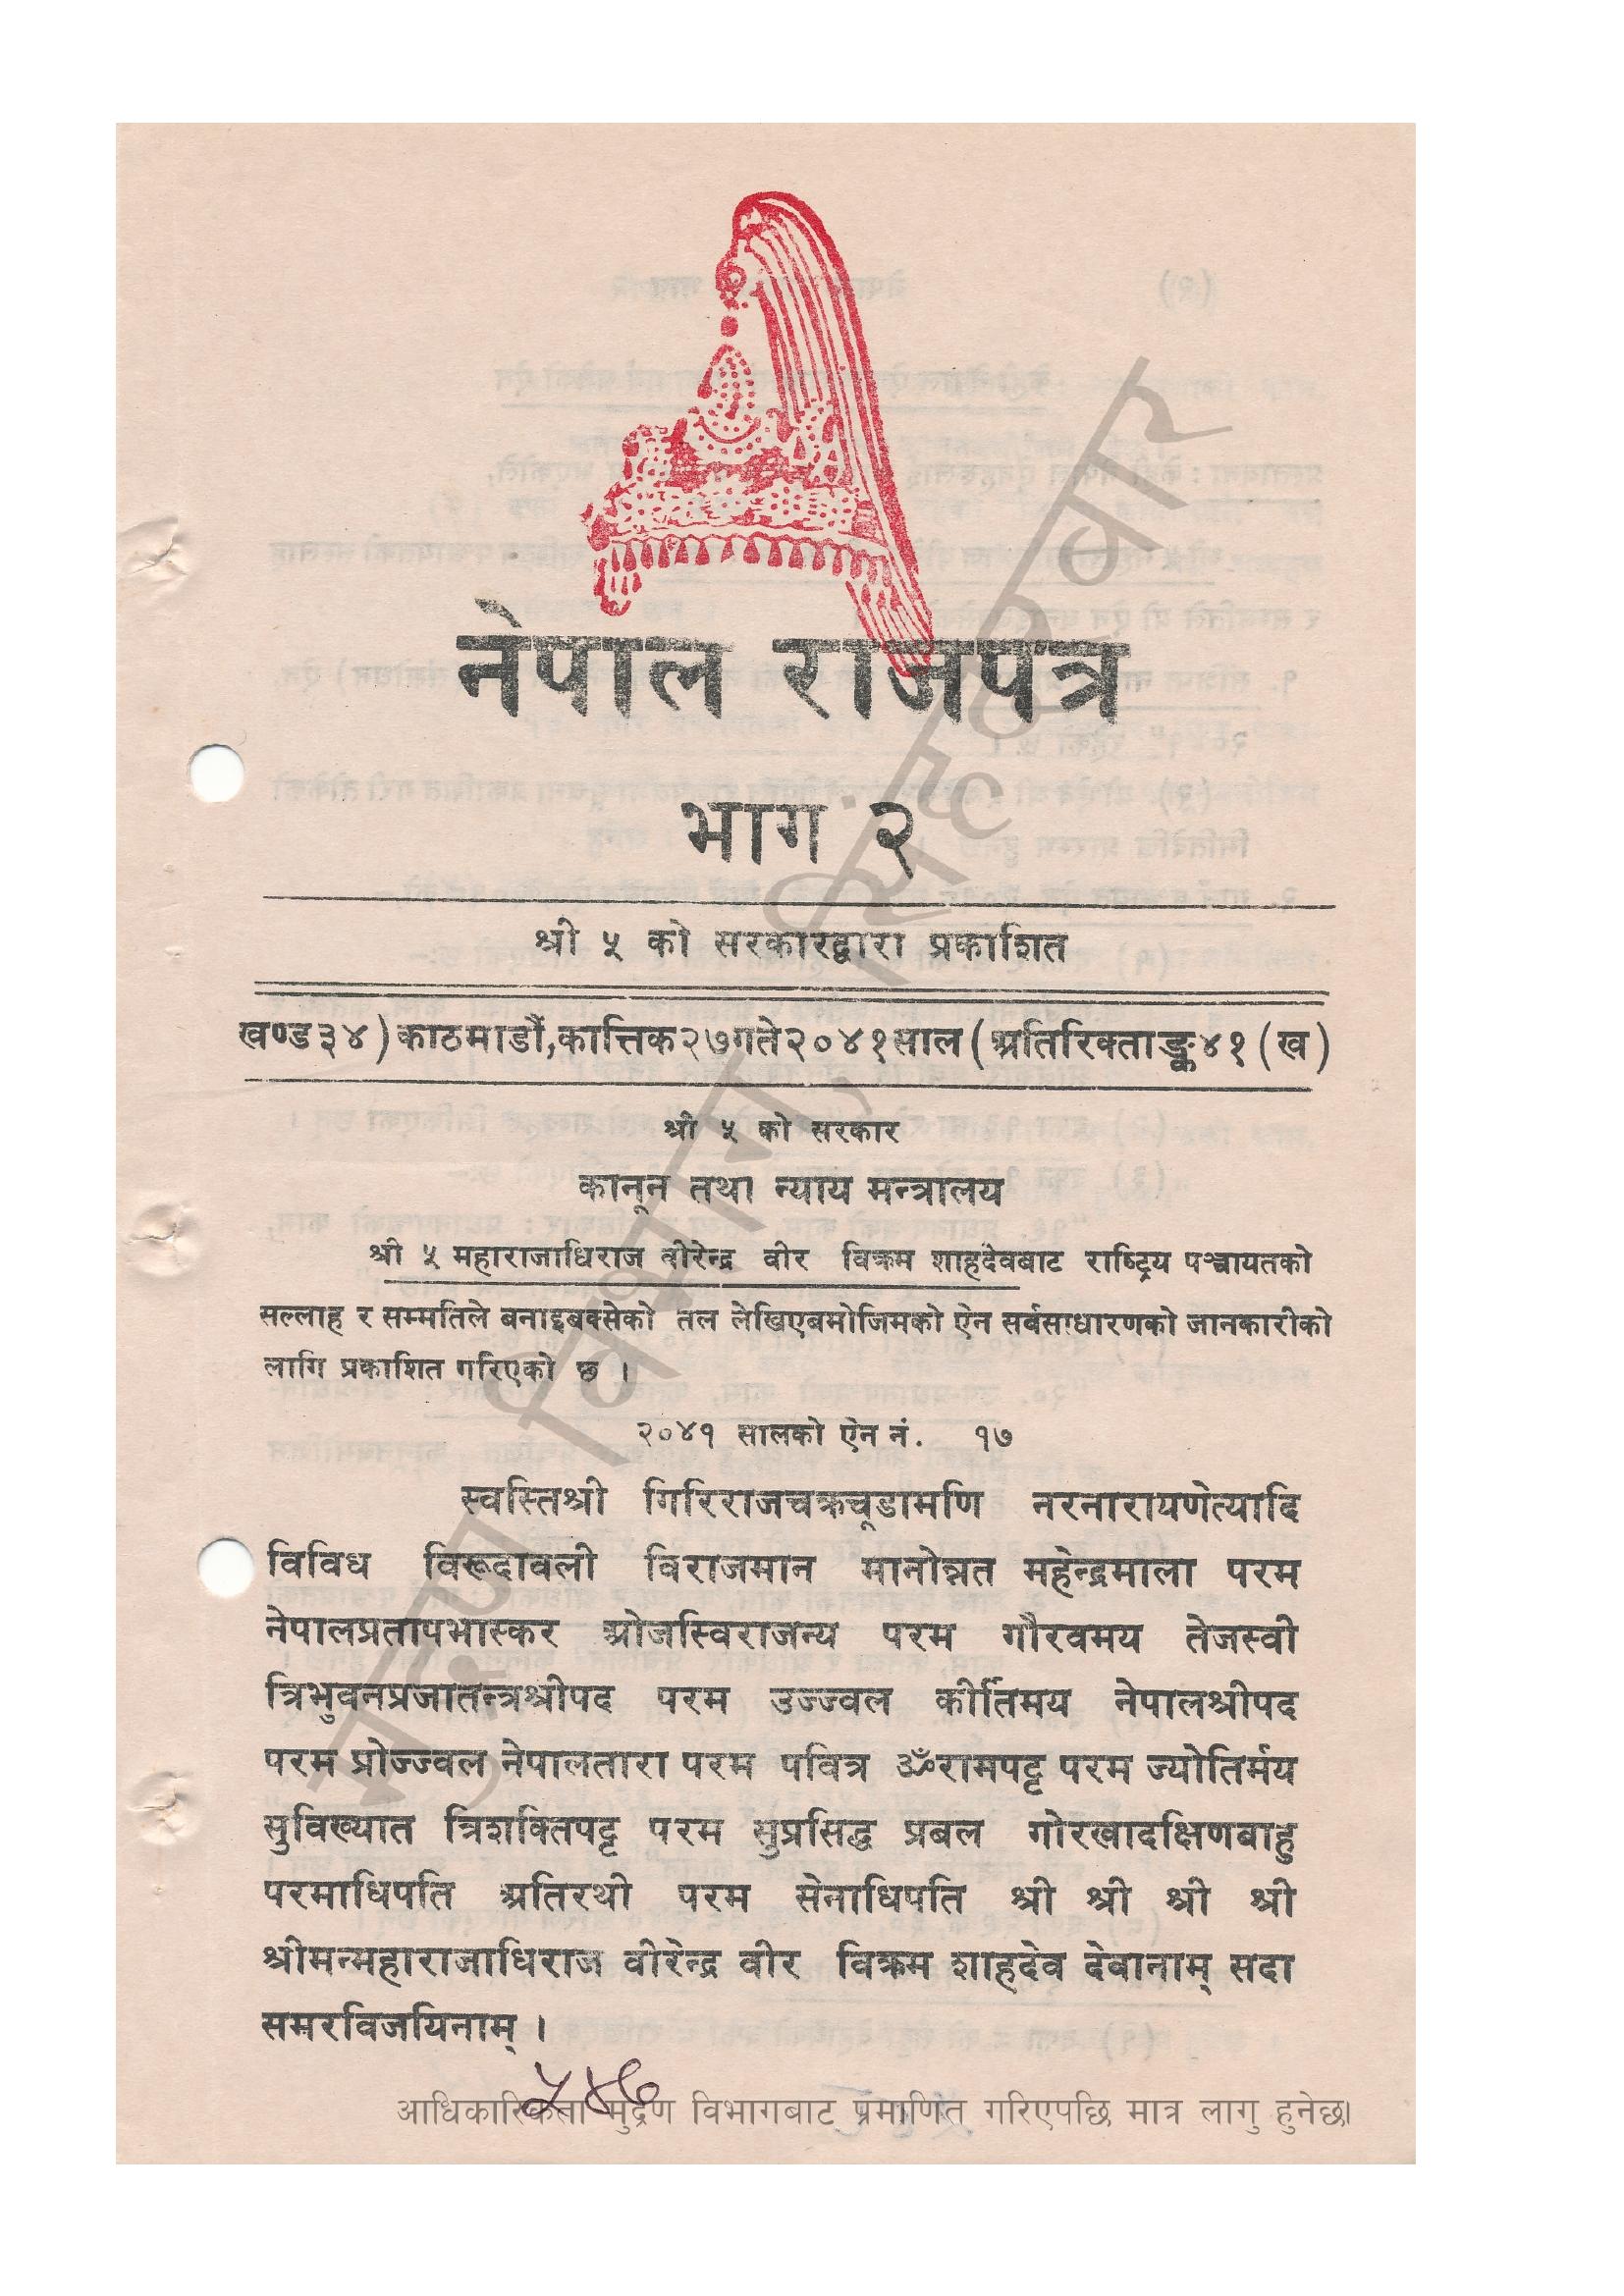 नेपाल राजपत्र
भाग २
श्री ५ को सरकारद्वारा प्रकाशित
खण्ड ३४) काठमाडौं, कात्तिक २७ गते २०४१ साल (अतिरिक्ताङ्क ४१ (ख)
श्री ५ को सरकार
कानून तथा न्याय मन्त्रालय
श्री ५ महाराजाधिराज वीरेन्द्र वीर विक्रम शाहदेवबाट राष्ट्रिय पञ्चायतको
सल्लाह र सम्मतिले बनाइबक्सेको तल लेखिएबमोजिमको ऐन सर्वसाधारणको जानकारीको
लागि प्रकाशित गरिएको छ ।
२०४१ सालको ऐन नं. १७
स्वस्तिश्री गिरिराजचक्रचूडामणि नरनारायणेत्यादि
विविध विरूदावली विराजमान मानोन्नत महेन्द्रमाला परम
नेपालप्रतापभास्कर ओजस्विराजन्य परम गौरवमय तेजस्वी
त्रिभुवनप्रजातन्त्रश्रीपद परम उज्ज्वल कीर्तिमय नेपालश्रीपद
परम प्रोज्ज्वल नेपालतारा परम पवित्र ॐरामपट्ट परम ज्योतिर्मय
सुविख्यात त्रिशक्तिपट्ट परम सुप्रसिद्ध प्रबल गोरखादक्षिणबाहु
परमाधिपति अतिरथी परम सेनाधिपति श्री श्री श्री श्री
श्रीमन्महाराजाधिराज वीरेन्द्र वीर विक्रम शाहदेव देवानाम् सदा
समरविजयिनाम् ।
५४७
आधिकारिकता मुद्रण विभागबाट प्रमाणित गरिएपछि मात्र लागु हुनेछ।
मुद्रण विभाग, सिंहदरवार